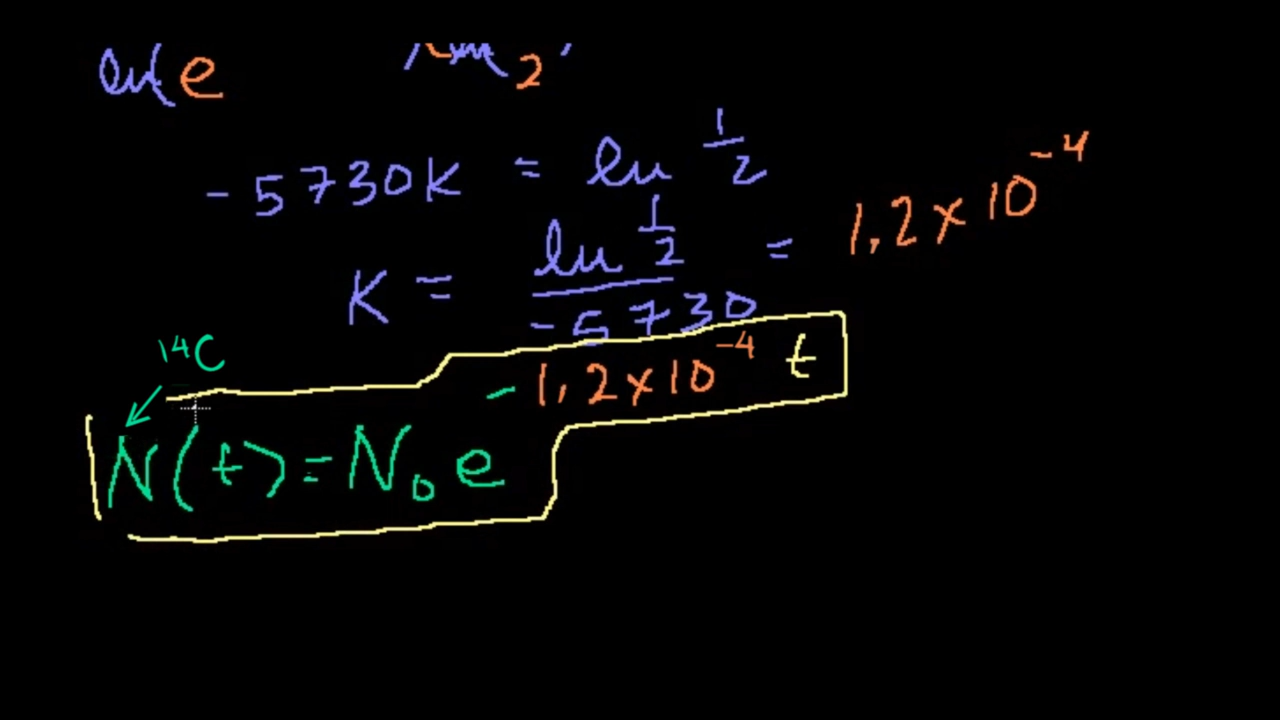 ln(e 2
-5730K = ln 1/2
K = ln 1/2 / -5730 = 1.2 x 10^-4
14C
N(t) = N₀ e^-1.2 x 10^-4 t